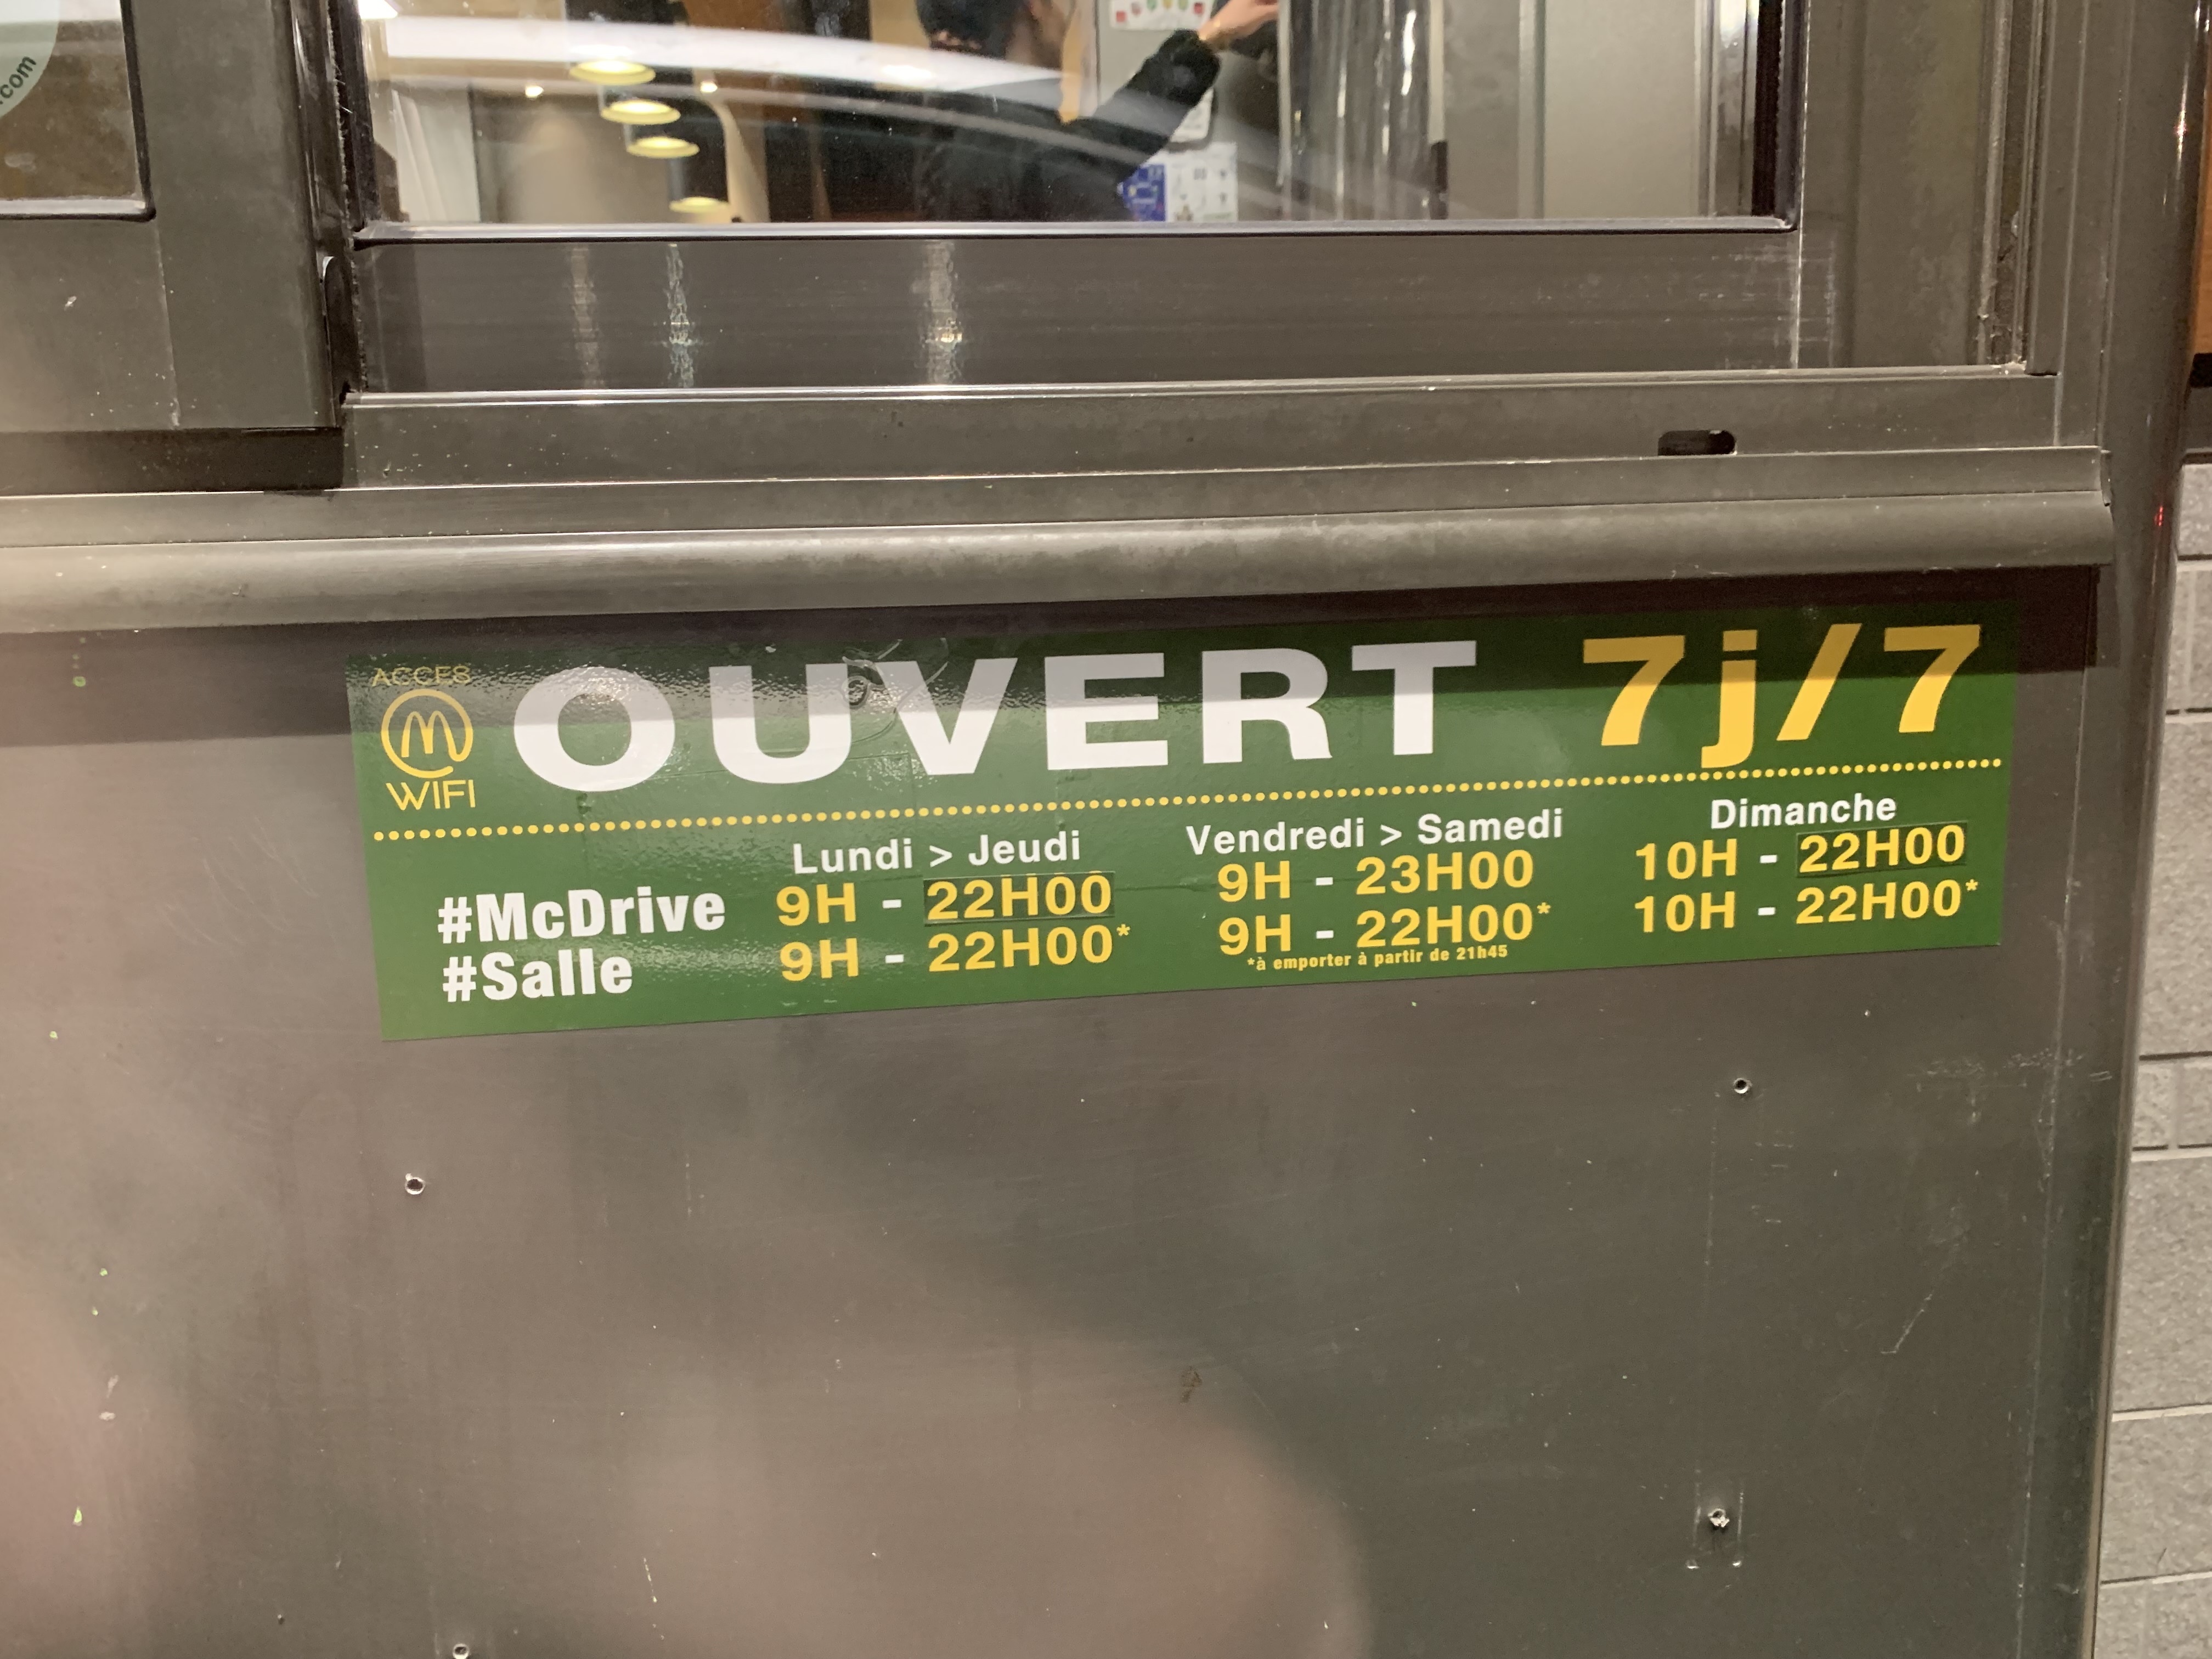 .com
ACCES
WIFI
OUVERT 7j/7
Lundi > Jeudi
Vendredi > Samedi
Dimanche
#McDrive 9H - 22H00 9H - 23H00 10H - 22H00
#Salle 9H - 22H00* 9H - 22H00* 10H - 22H00*
*à emporter à partir de 21h45